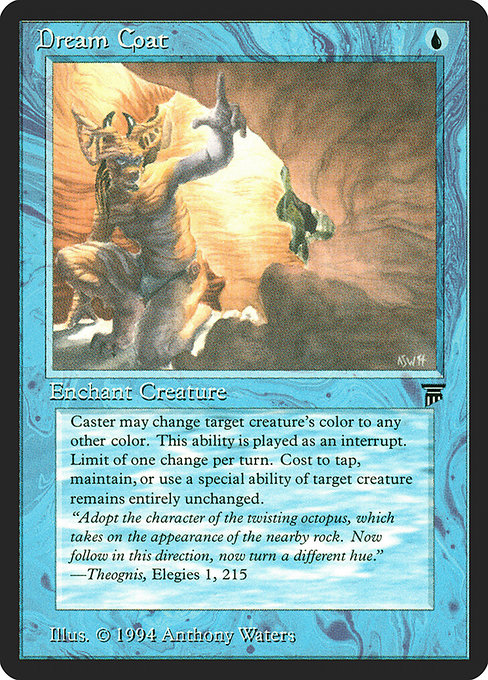 Dream Coat
ASW 94
Enchant Creature
Caster may change target creature's color to any
other color. This ability is played as an interrupt.
Limit of one change per turn. Cost to tap,
maintain, or use a special ability of target creature
remains entirely unchanged.
"Adopt the character of the twisting octopus, which
takes on the appearance of the nearby rock. Now
follow in this direction, now turn a different hue."
—Theognis, Elegies 1, 215
Illus. © 1994 Anthony Waters